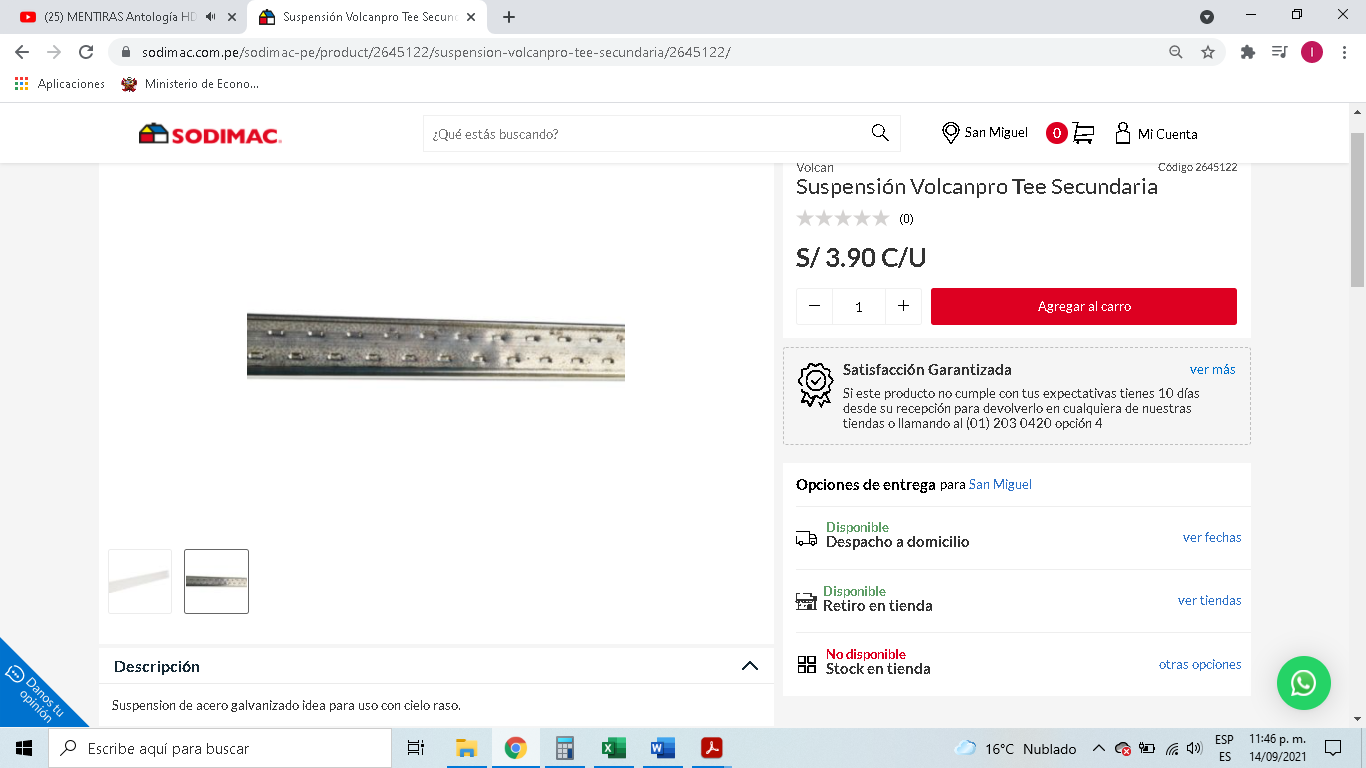 (25) MENTIRAS Antología HD
Suspensión Volcanpro Tee Secund
sodimac.com.pe/sodimac-pe/product/2645122/suspension-volcanpro-tee-secundaria/2645122/
I
Aplicaciones
Ministerio de Econo...
SODIMAC.
¿Qué estás buscando?
San Miguel
0
Mi Cuenta
Volcan
Código 2645122
Suspensión Volcanpro Tee Secundaria
(0)
S/ 3.90 C/U
1
Agregar al carro
Satisfacción Garantizada
ver más
Si este producto no cumple con tus expectativas tienes 10 días
desde su recepción para devolverlo en cualquiera de nuestras
tiendas o llamando al (01) 203 0420 opción 4
Opciones de entrega para San Miguel
Disponible
Despacho a domicilio
ver fechas
Disponible
Retiro en tienda
ver tiendas
No disponible
Stock en tienda
otras opciones
Descripción
Suspension de acero galvanizado idea para uso con cielo raso.
Danos tu
opinión
Escribe aquí para buscar
16°C Nublado
ESP
ES
11:46 p. m.
14/09/2021